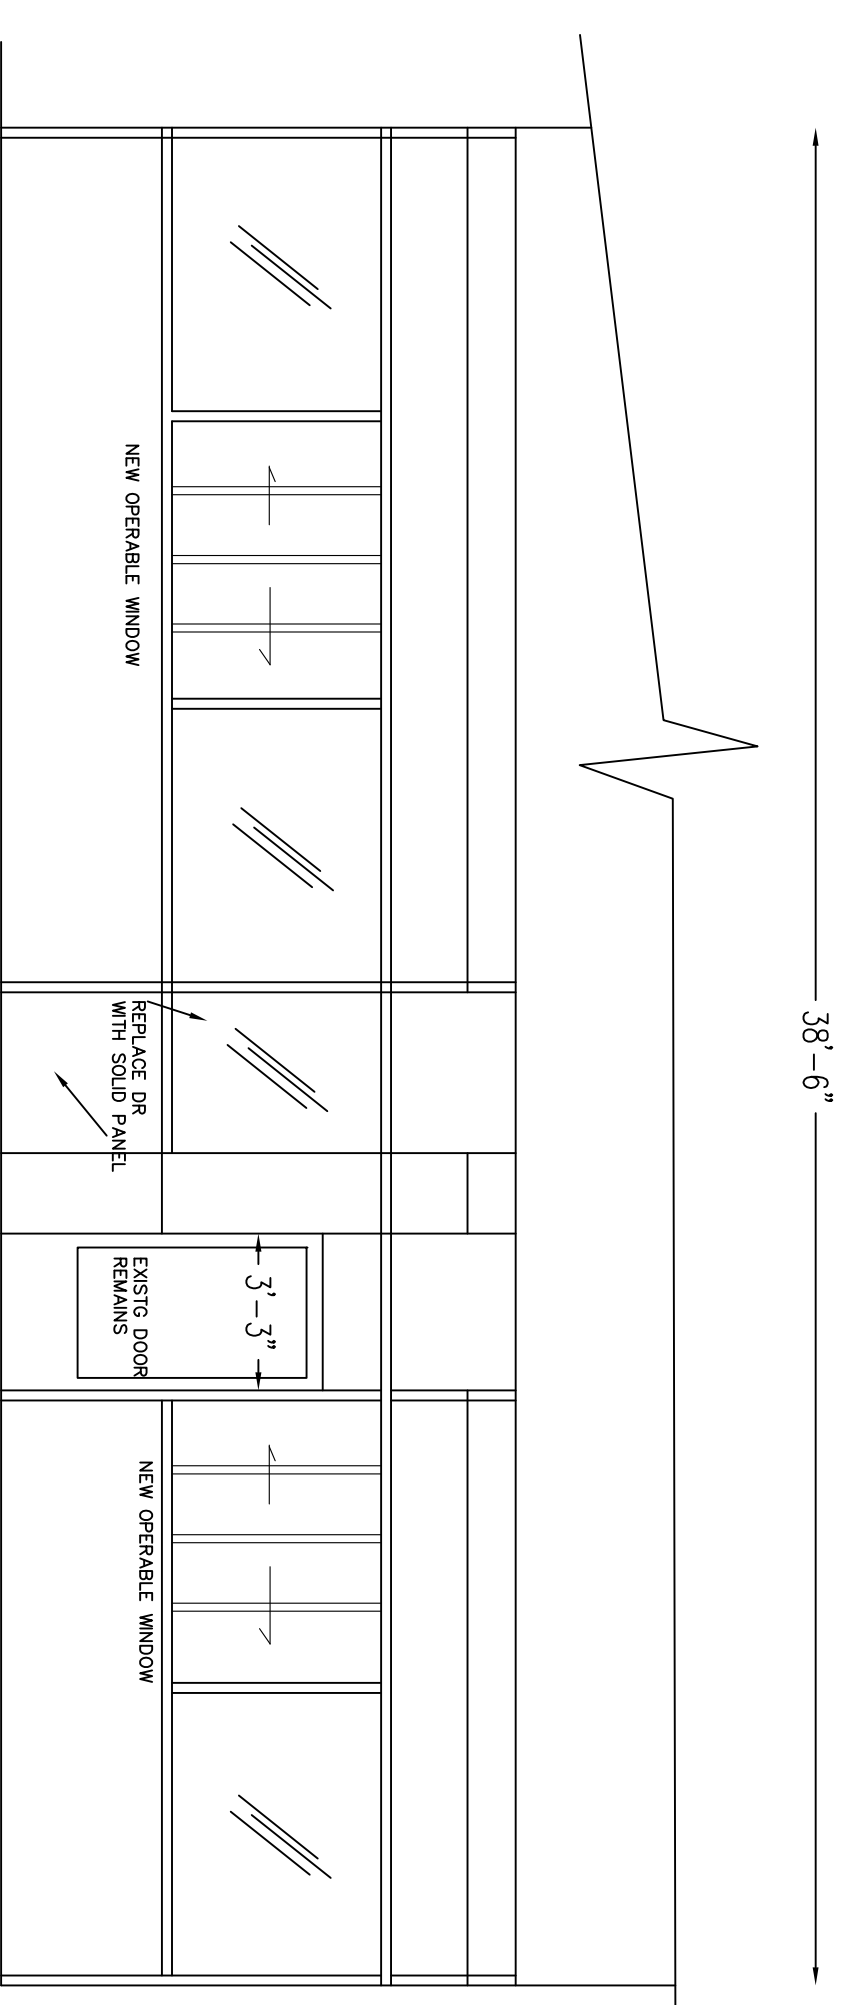 38'-6"
NEW OPERABLE WINDOW
REPLACE DR
WITH SOLID PANEL
3'-3"
EXISTG DOOR
REMAINS
NEW OPERABLE WINDOW